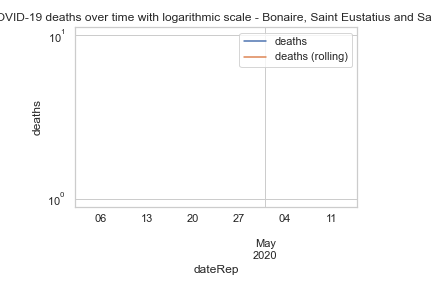 OVID-19 deaths over time with logarithmic scale - Bonaire, Saint Eustatius and Sa
10¹
deaths
deaths (rolling)
deaths
10⁰
06 13 20 27 04 11
May
2020
dateRep